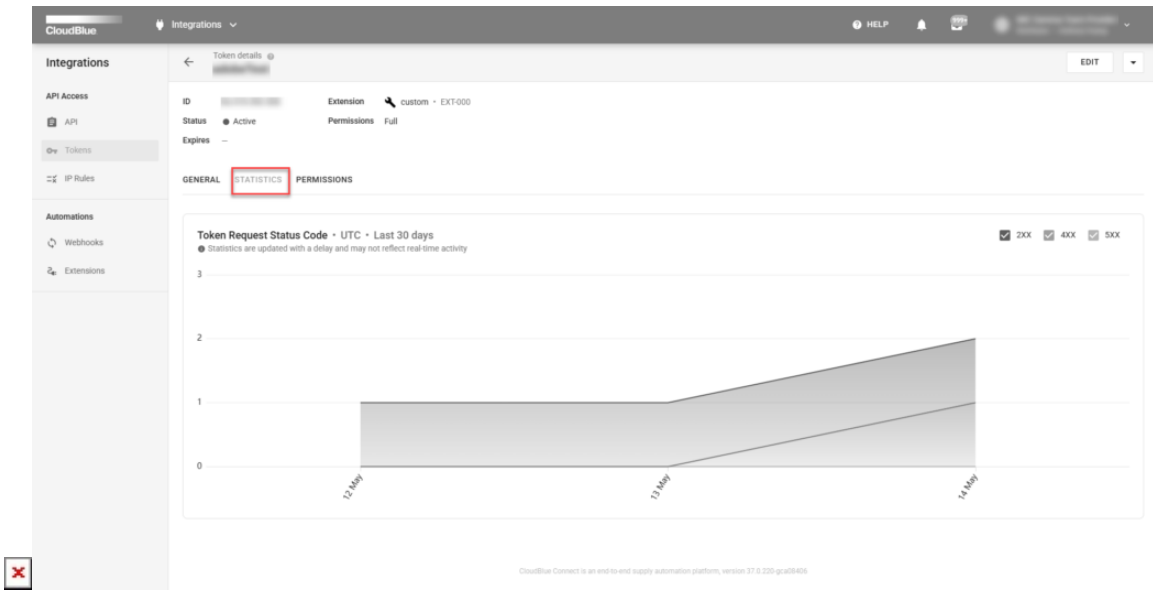 CloudBlue
Integrations
HELP
Integrations
Token details
EDIT
API Access
ID
Extension custom • EXT-000
API
Status Active
Permissions Full
Tokens
Expires –
IP Rules
GENERAL STATISTICS PERMISSIONS
Automations
Webhooks
Extensions
Token Request Status Code • UTC • Last 30 days
Statistics are updated with a delay and may not reflect real-time activity
2XX 4XX 5XX
3
2
1
0
12 May
13 May
14 May
CloudBlue Connect is an end-to-end supply automation platform, version 37.0.220-gca08406